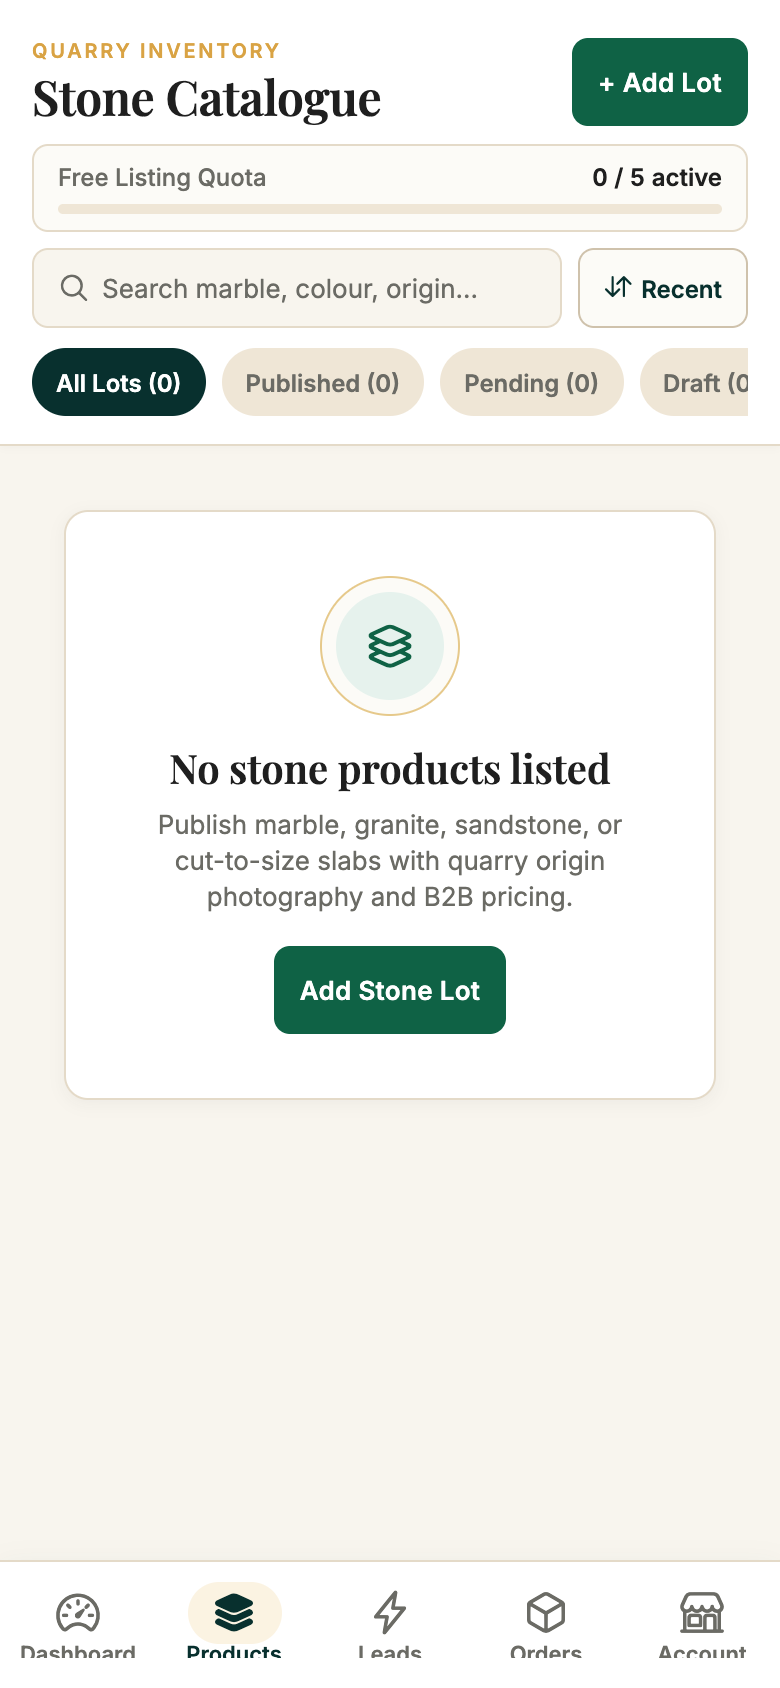 QUARRY INVENTORY
Stone Catalogue
+ Add Lot
Free Listing Quota
0 / 5 active
Search marble, colour, origin...
Recent
All Lots (0)
Published (0)
Pending (0)
Draft (0
No stone products listed
Publish marble, granite, sandstone, or
cut-to-size slabs with quarry origin
photography and B2B pricing.
Add Stone Lot
Dashboard
Products
Leads
Orders
Account